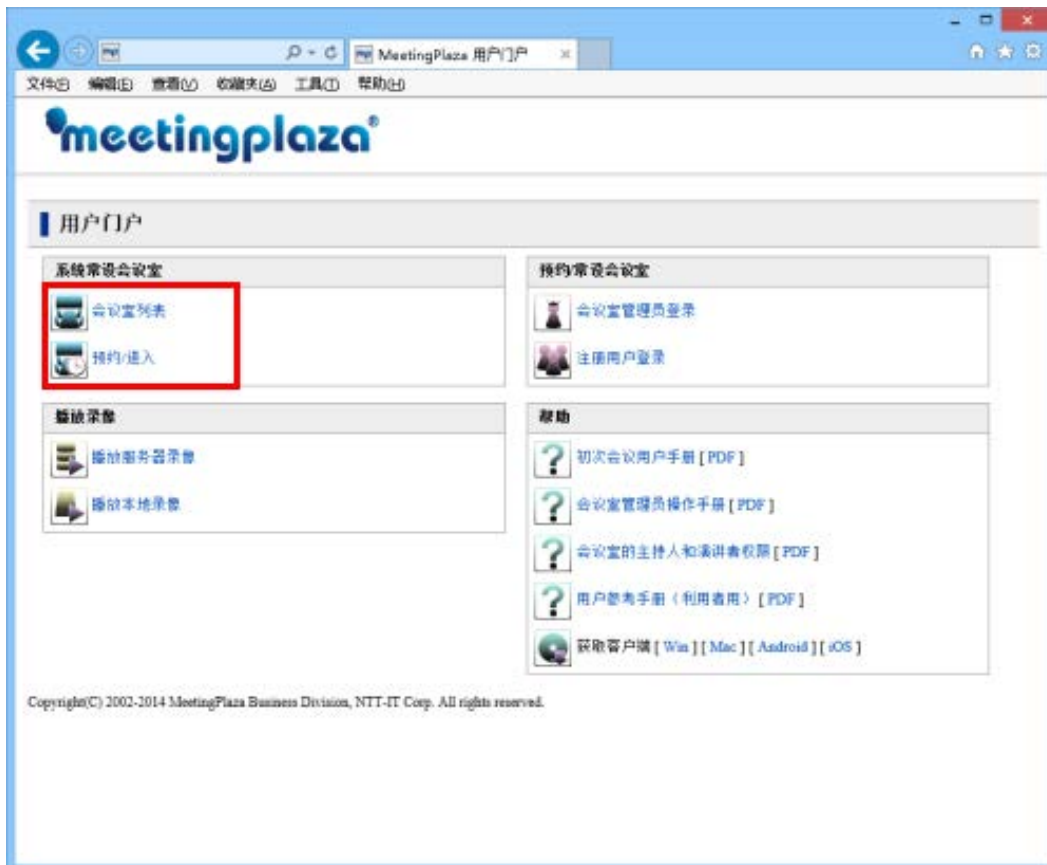 MeetingPlaza 用户门户
文件(F) 编辑(E) 查看(V) 收藏夹(A) 工具(T) 帮助(H)
meetingplaza®
用户门户
系统常设会议室
会议室列表
预约/进入
预约/常设会议室
会议室管理员登录
注册用户登录
播放录像
播放服务器录像
播放本地录像
帮助
初次会议用户手册 [ PDF ]
会议室管理员操作手册 [ PDF ]
会议室的主持人和演讲者权限 [ PDF ]
用户参考手册（利用者用） [ PDF ]
获取客户端 [ Win ] [ Mac ] [ Android ] [ iOS ]
Copyright(C) 2002-2014 MeetingPlaza Business Division, NTT-IT Corp. All rights reserved.